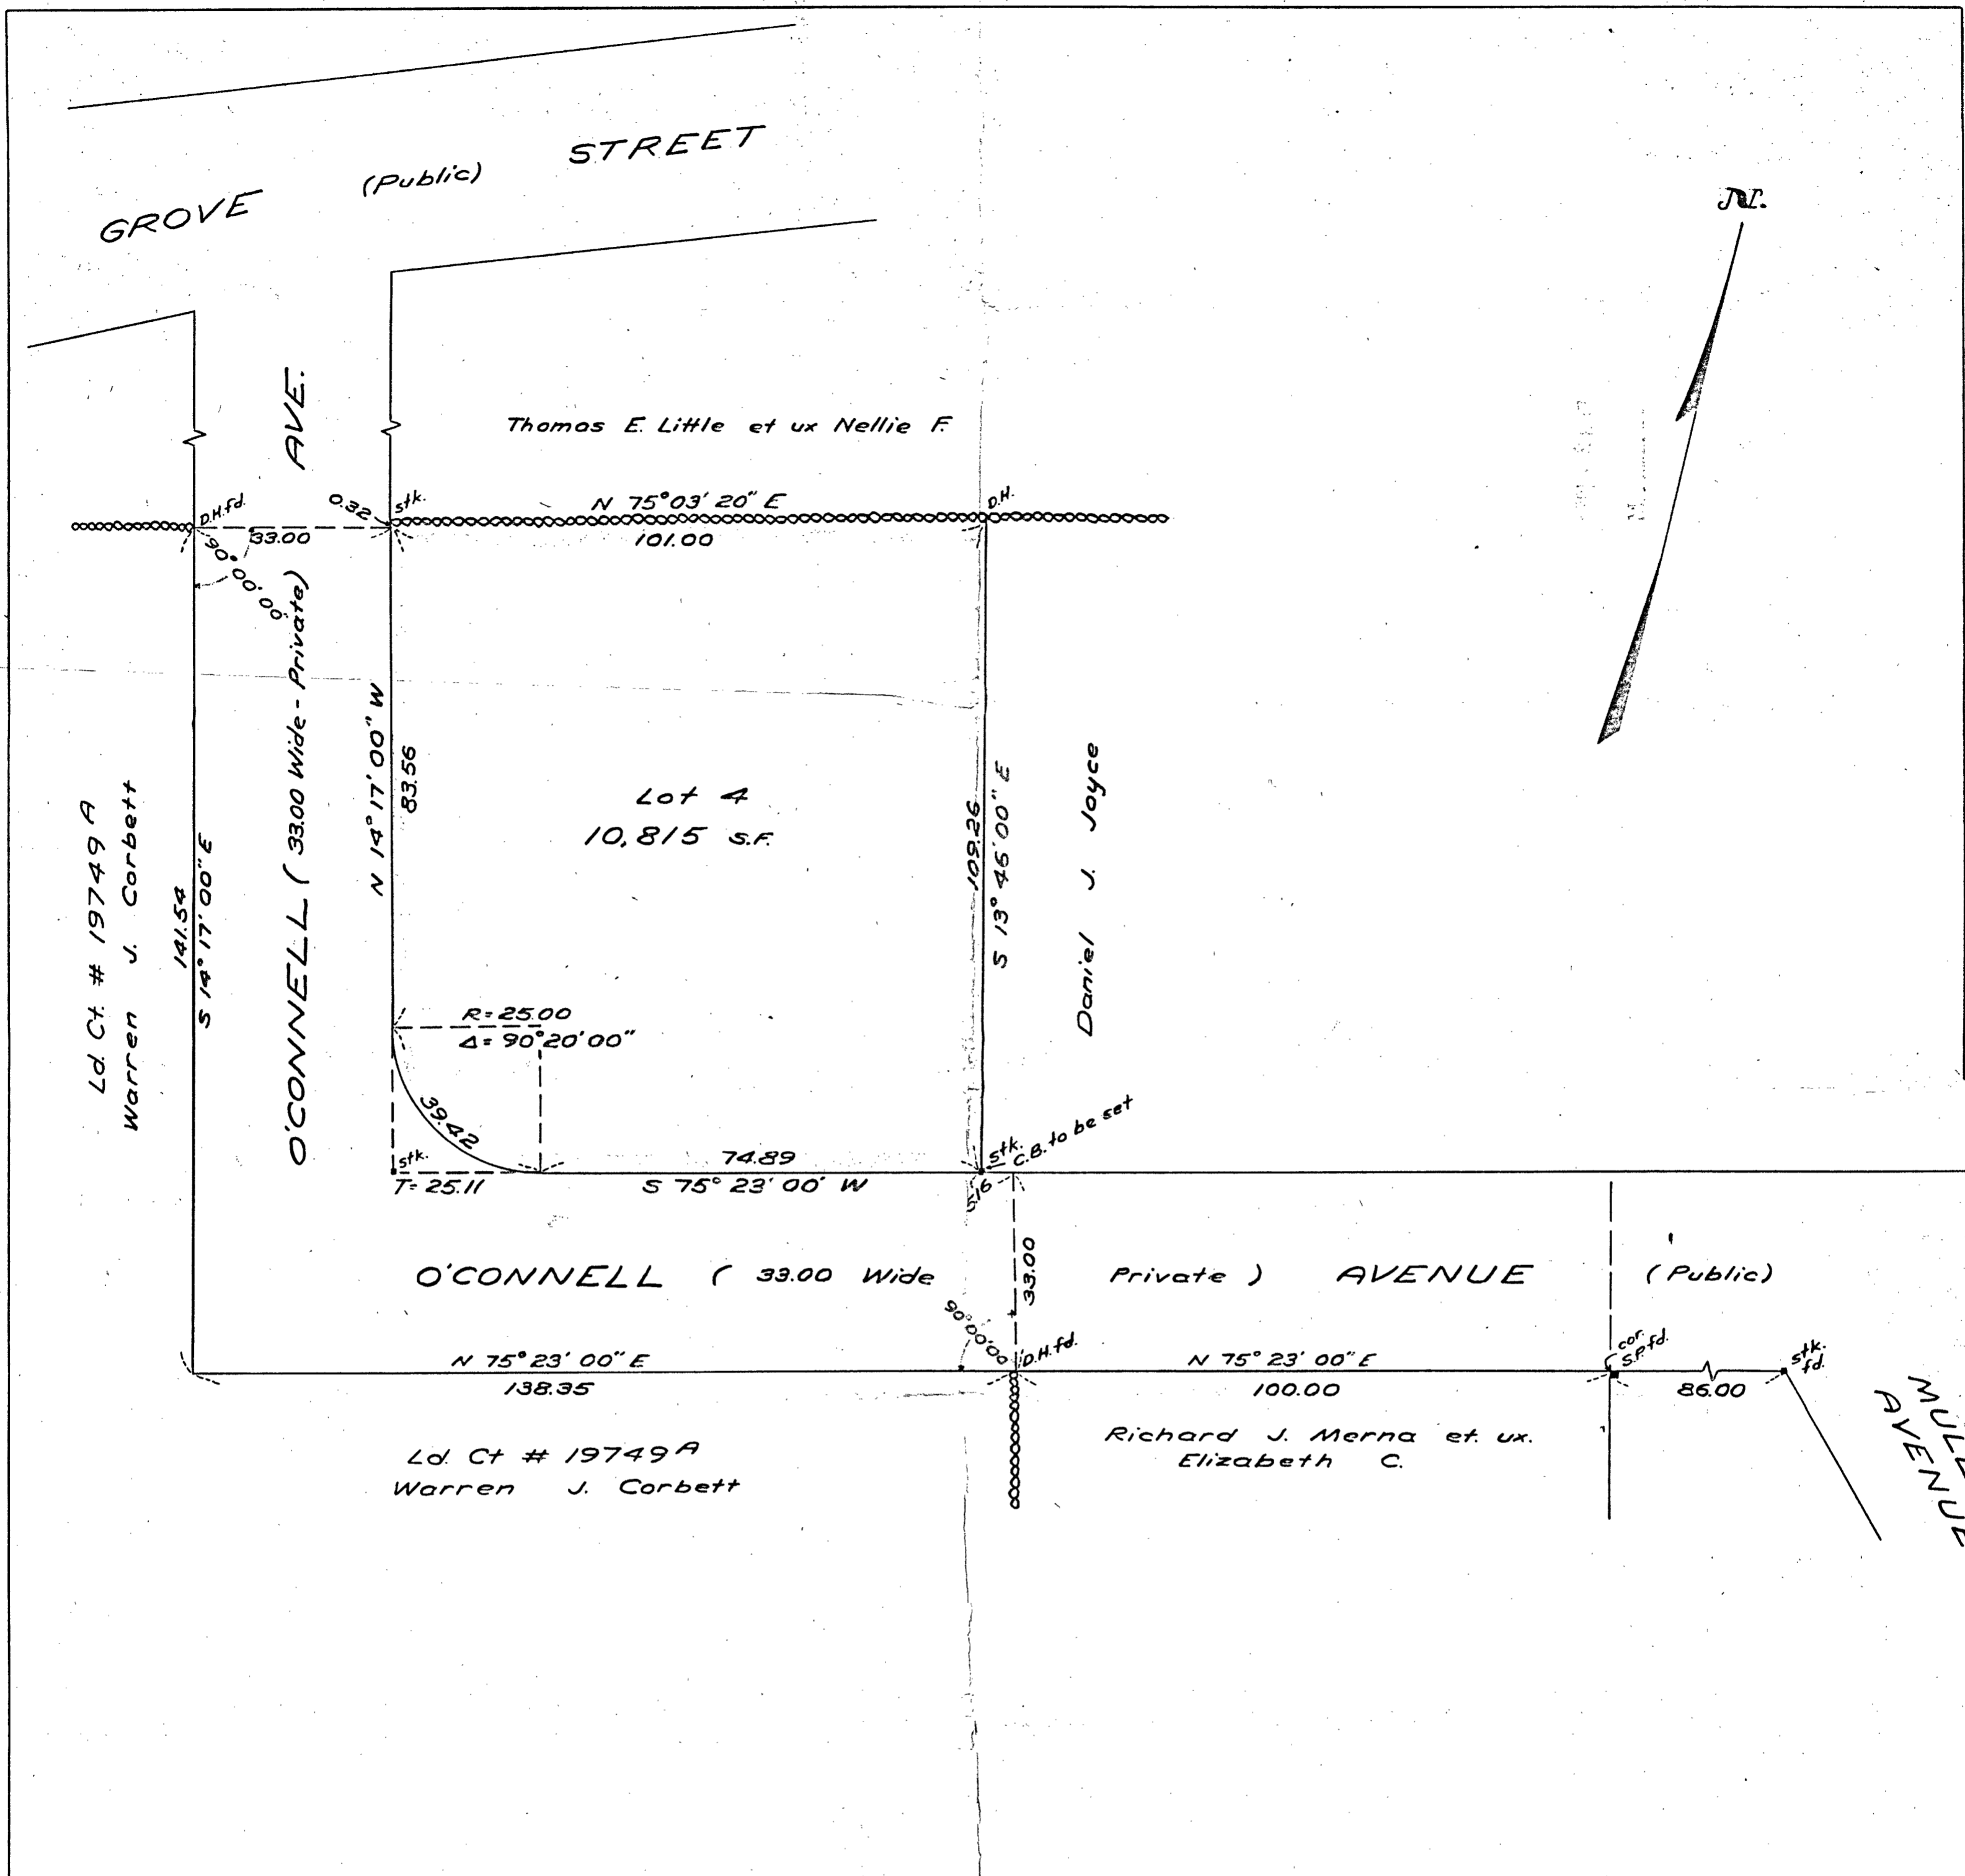 GROVE (Public) STREET
N.
AVE.
Thomas E. Little et ux Nellie F.
D.H. fd.
0.32
stk.
N 75° 03' 20" E
D.H.
33.00
101.00
90° 00' 00"
O'CONNELL ( 33.00 Wide - Private)
N 14° 17' 00" W
83.56
Lot 4
10,815 S.F.
109.26
S 13° 46' 00" E
Daniel J. Joyce
Ld. Ct. # 19749 A
Warren J. Corbett
141.54
S 14° 17' 00" E
R= 25.00
Δ= 90° 20' 00"
39.42
stk.
T= 25.11
74.89
S 75° 23' 00' W
stk.
C.B. to be set
5.16
33.00
O'CONNELL ( 33.00 Wide Private ) AVENUE (Public)
90° 00' 00
D.H. fd.
cor.
S.P. fd.
stk.
fd.
N 75° 23' 00" E
138.35
N 75° 23' 00" E
100.00
86.00
AVENUE
Ld. Ct # 19749 A
Warren J. Corbett
Richard J. Merna et. ux.
Elizabeth C.